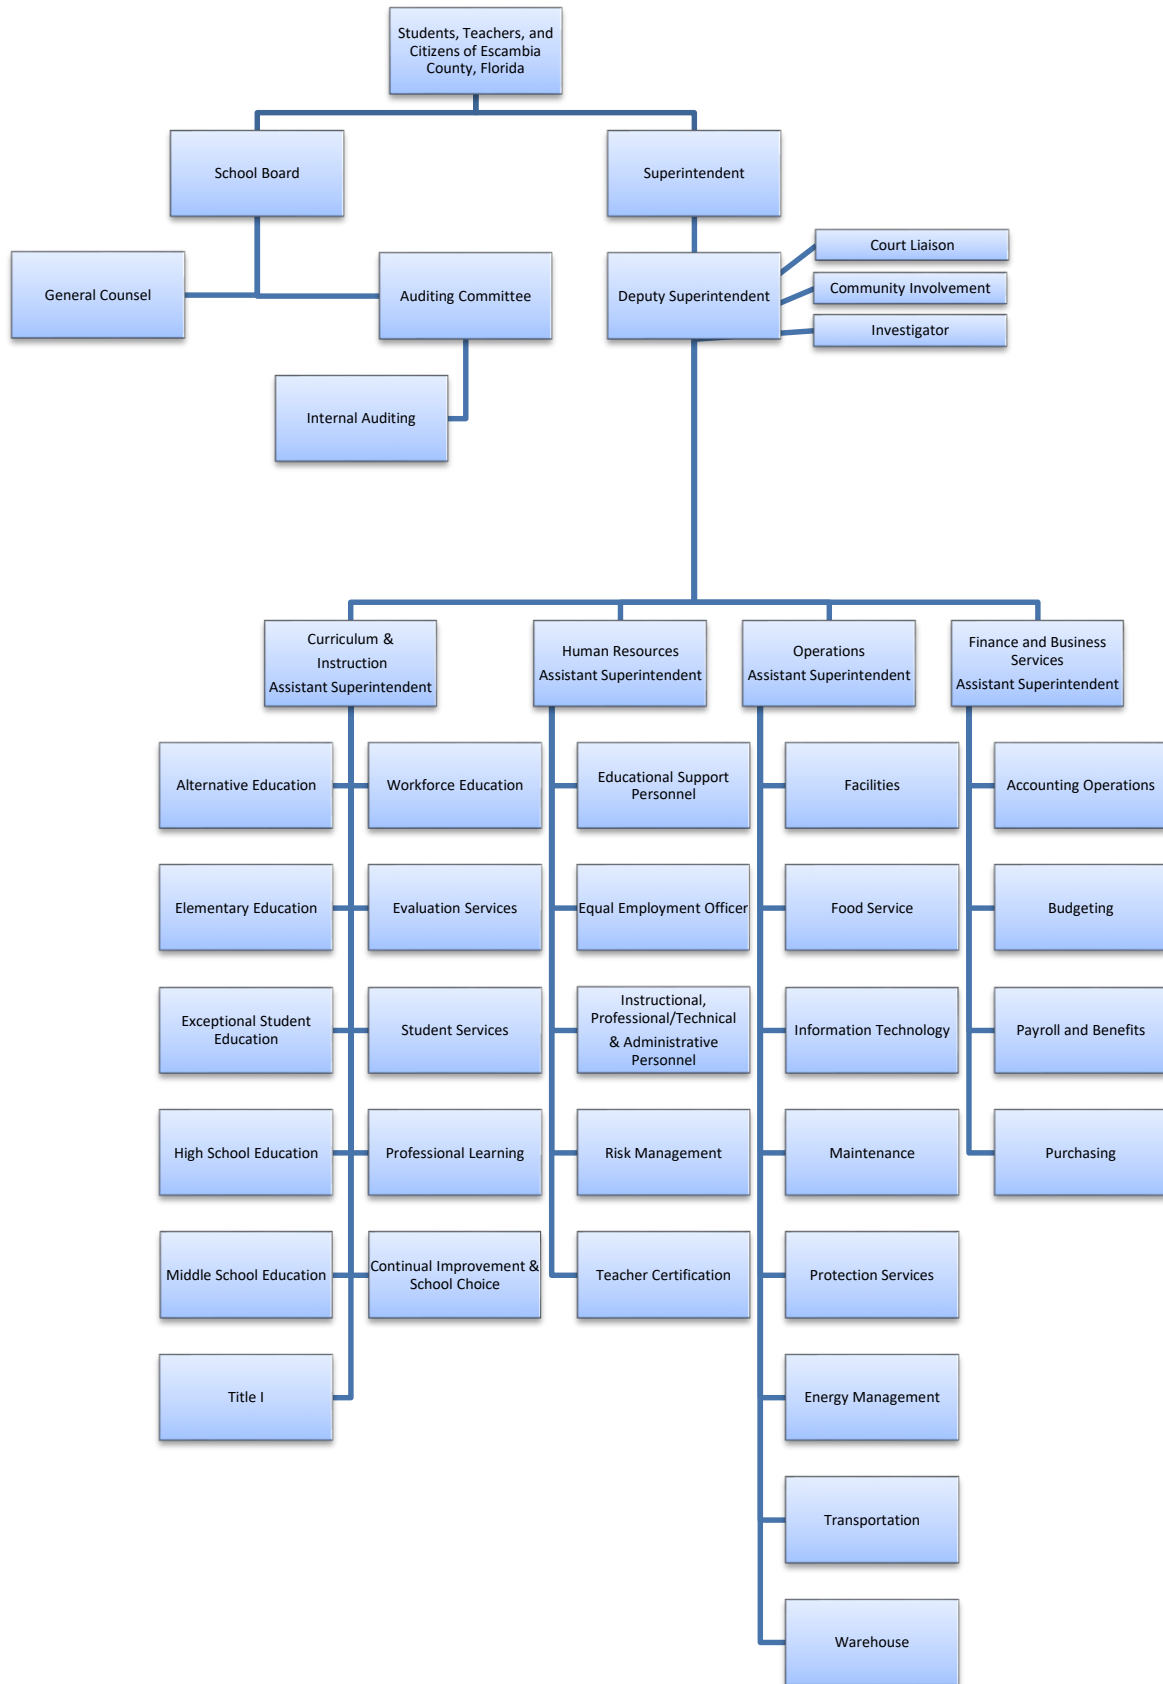 Students, Teachers, and
Citizens of Escambia
County, Florida
School Board
Superintendent
General Counsel
Auditing Committee
Deputy Superintendent
Court Liaison
Community Involvement
Investigator
Internal Auditing
Curriculum &
Instruction
Assistant Superintendent
Human Resources
Assistant Superintendent
Operations
Assistant Superintendent
Finance and Business
Services
Assistant Superintendent
Alternative Education
Workforce Education
Educational Support
Personnel
Facilities
Accounting Operations
Elementary Education
Evaluation Services
Equal Employment Officer
Food Service
Budgeting
Exceptional Student
Education
Student Services
Instructional,
Professional/Technical
& Administrative
Personnel
Information Technology
Payroll and Benefits
High School Education
Professional Learning
Risk Management
Maintenance
Purchasing
Middle School Education
Continual Improvement &
School Choice
Teacher Certification
Protection Services
Title I
Energy Management
Transportation
Warehouse